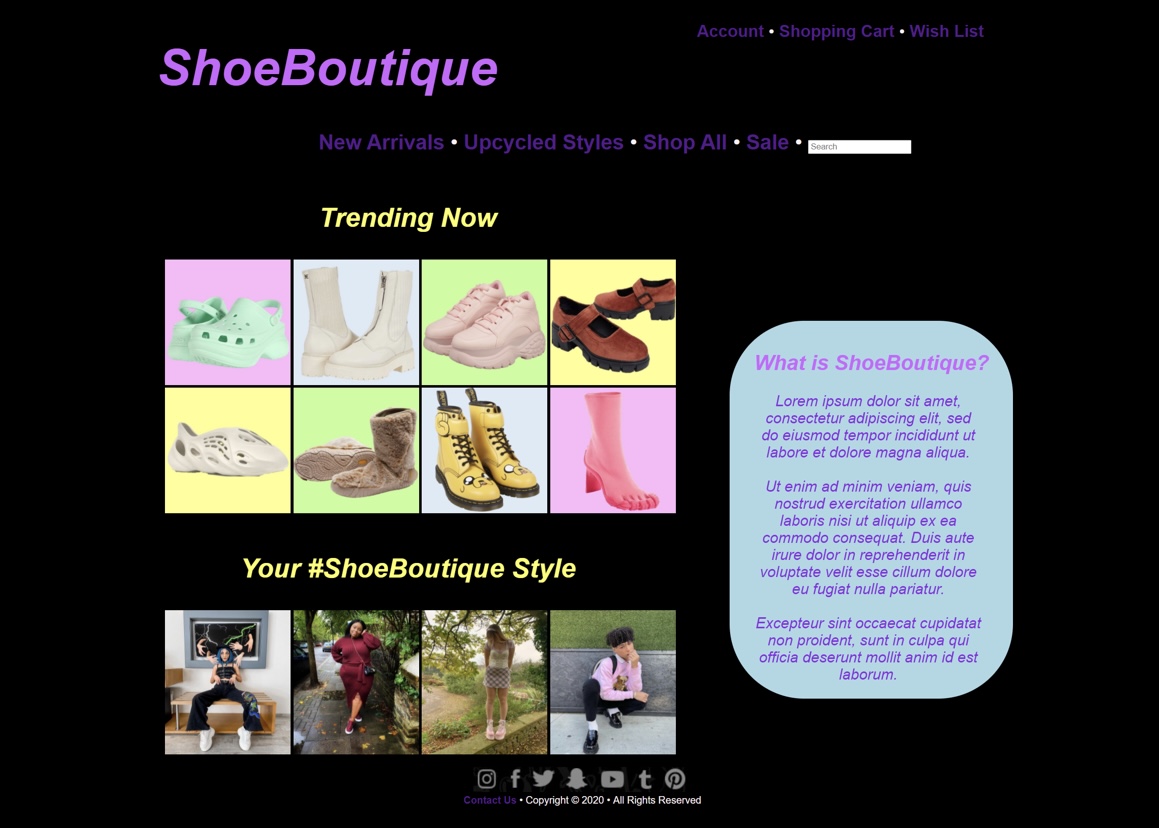 Account • Shopping Cart • Wish List
ShoeBoutique
New Arrivals • Upcycled Styles • Shop All • Sale • Search
Trending Now
What is ShoeBoutique?
Lorem ipsum dolor sit amet,
consectetur adipiscing elit, sed
do eiusmod tempor incididunt ut
labore et dolore magna aliqua.
Ut enim ad minim veniam, quis
nostrud exercitation ullamco
laboris nisi ut aliquip ex ea
commodo consequat. Duis aute
irure dolor in reprehenderit in
voluptate velit esse cillum dolore
eu fugiat nulla pariatur.
Excepteur sint occaecat cupidatat
non proident, sunt in culpa qui
officia deserunt mollit anim id est
laborum.
Your #ShoeBoutique Style
Contact Us • Copyright © 2020 • All Rights Reserved